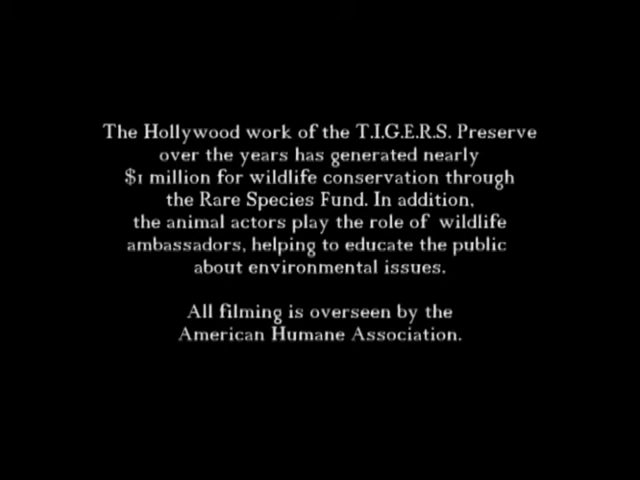 The Hollywood work of the T.I.G.E.R.S. Preserve
over the years has generated nearly
$1 million for wildlife conservation through
the Rare Species Fund. In addition,
the animal actors play the role of wildlife
ambassadors, helping to educate the public
about environmental issues.
All filming is overseen by the
American Humane Association.